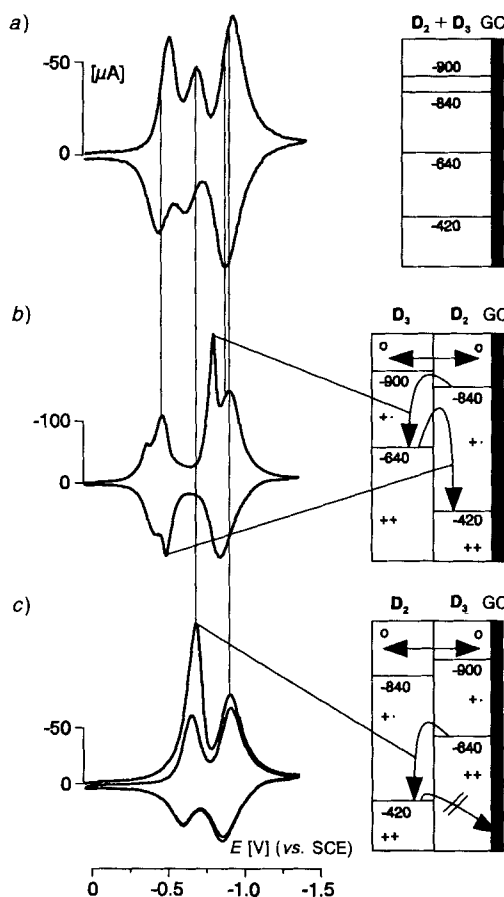 a)
-50
[µA]
0
D2 + D3 GC
-900
-840
-640
-420
b)
-100
0
D3 D2 GC
o o
-900
-840
+·
+·
-640
-420
++
++
c)
-50
0
D2 D3 GC
o o
-900
-840
+·
+·
-640
++
-420
++
E [V] (vs. SCE)
0 -0.5 -1.0 -1.5